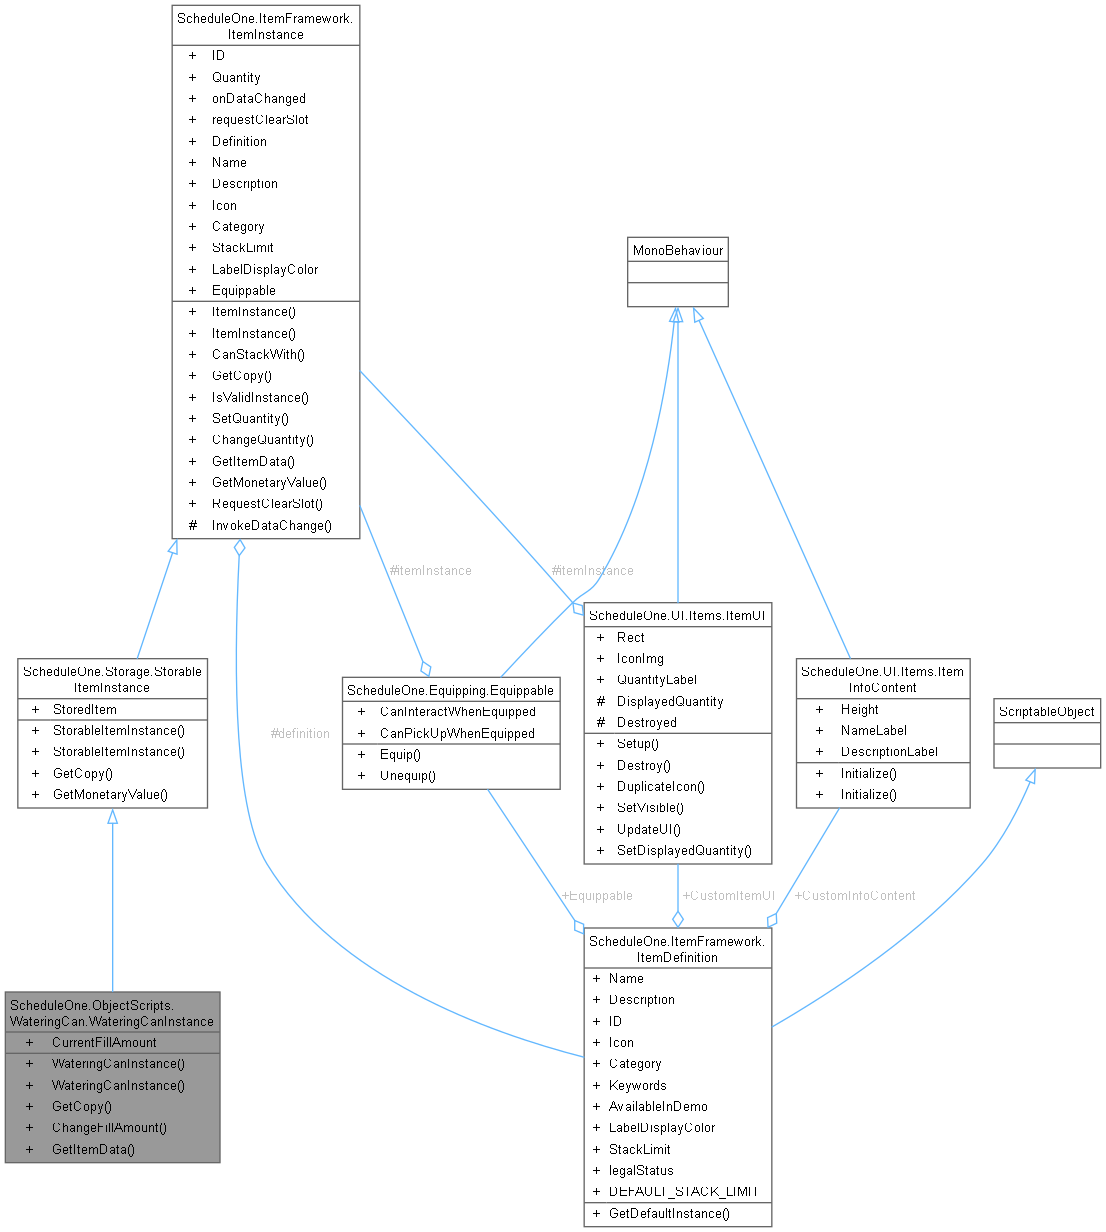 ScheduleOne.ItemFramework.
ItemInstance
+ ID
+ Quantity
+ onDataChanged
+ requestClearSlot
+ Definition
+ Name
+ Description
+ Icon
+ Category
+ StackLimit
+ LabelDisplayColor
+ Equippable
+ ItemInstance()
+ ItemInstance()
+ CanStackWith()
+ GetCopy()
+ IsValidInstance()
+ SetQuantity()
+ ChangeQuantity()
+ GetItemData()
+ GetMonetaryValue()
+ RequestClearSlot()
# InvokeDataChange()
MonoBehaviour
#itemInstance
#itemInstance
ScheduleOne.Storage.Storable
ItemInstance
+ StoredItem
+ StorableItemInstance()
+ StorableItemInstance()
+ GetCopy()
+ GetMonetaryValue()
#definition
ScheduleOne.Equipping.Equippable
+ CanInteractWhenEquipped
+ CanPickUpWhenEquipped
+ Equip()
+ Unequip()
ScheduleOne.UI.Items.ItemUI
+ Rect
+ IconImg
+ QuantityLabel
# DisplayedQuantity
# Destroyed
+ Setup()
+ Destroy()
+ DuplicateIcon()
+ SetVisible()
+ UpdateUI()
+ SetDisplayedQuantity()
ScheduleOne.UI.Items.Item
InfoContent
+ Height
+ NameLabel
+ DescriptionLabel
+ Initialize()
+ Initialize()
ScriptableObject
+Equippable
+CustomItemUI
+CustomInfoContent
ScheduleOne.ObjectScripts.
WateringCan.WateringCanInstance
+ CurrentFillAmount
+ WateringCanInstance()
+ WateringCanInstance()
+ GetCopy()
+ ChangeFillAmount()
+ GetItemData()
ScheduleOne.ItemFramework.
ItemDefinition
+ Name
+ Description
+ ID
+ Icon
+ Category
+ Keywords
+ AvailableInDemo
+ LabelDisplayColor
+ StackLimit
+ legalStatus
+ DEFAULT_STACK_LIMIT
+ GetDefaultInstance()